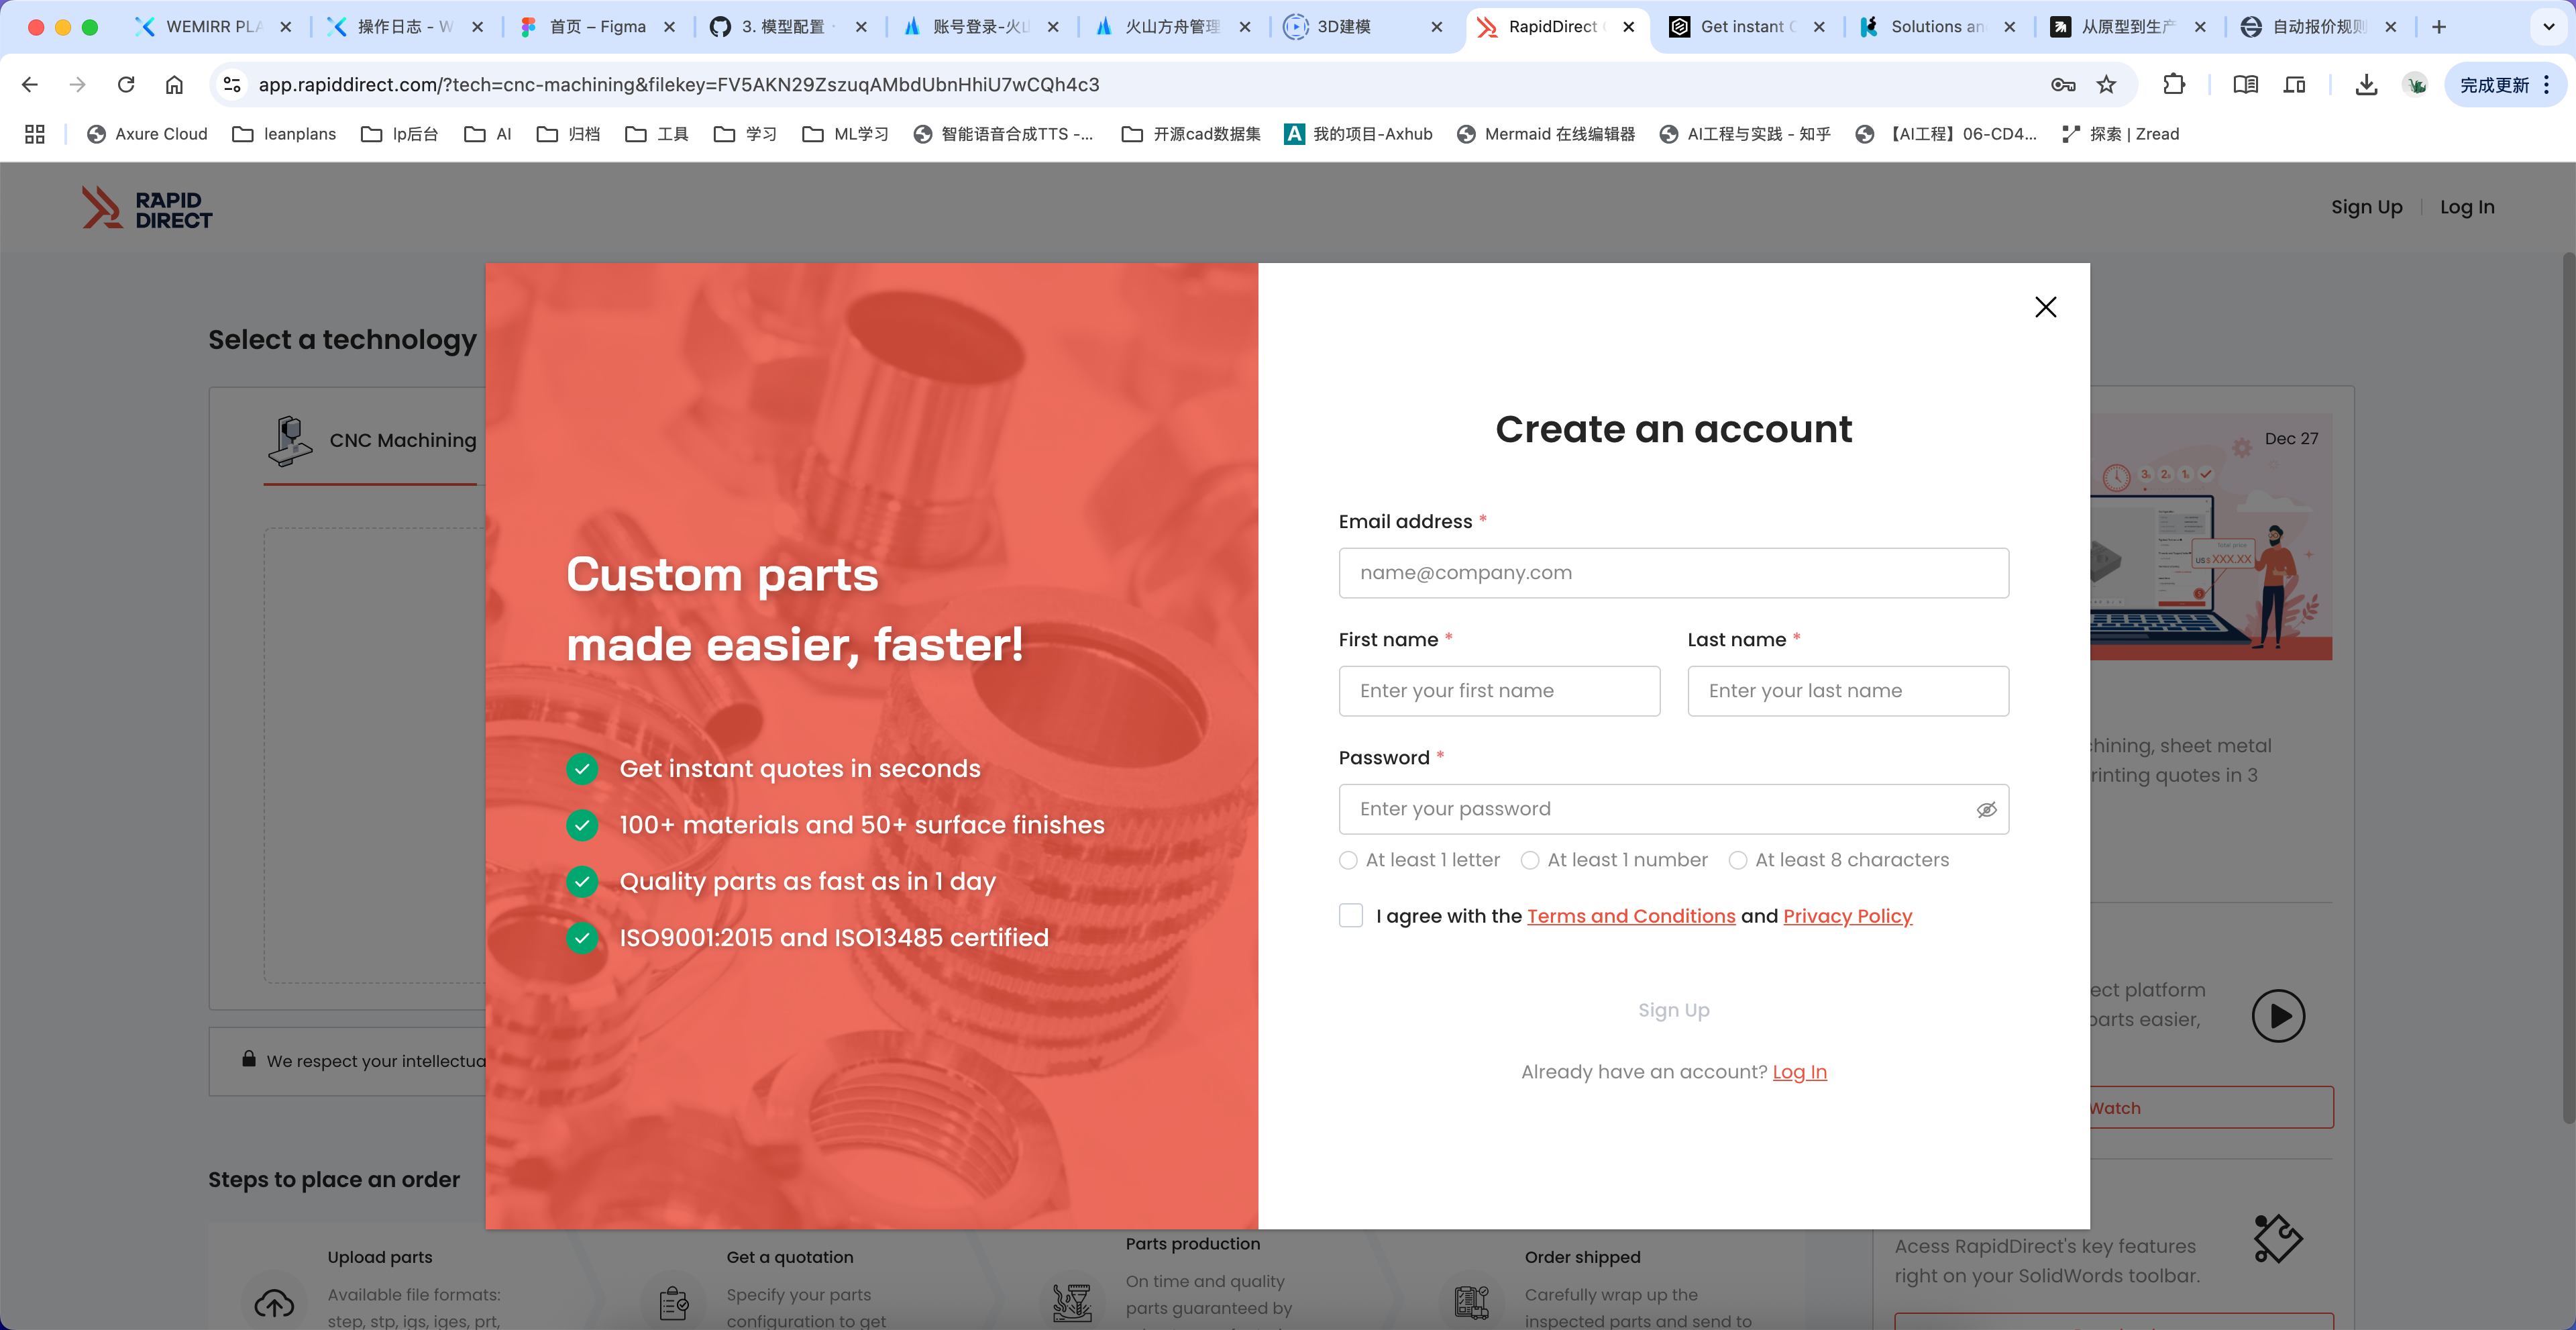 WEMIRR PLA
操作日志 - W
首页 – Figma
3. 模型配置
账号登录-火山
火山方舟管理
3D建模
RapidDirect
Get instant
Solutions an
从原型到生产
自动报价规则
app.rapiddirect.com/?tech=cnc-machining&filekey=FV5AKN29ZszuqAMbdUbnHhiU7wCQh4c3
完成更新
Axure Cloud
leanplans
lp后台
AI
归档
工具
学习
ML学习
智能语音合成TTS -...
开源cad数据集
A 我的项目-Axhub
Mermaid 在线编辑器
AI工程与实践 - 知乎
【AI工程】06-CD4...
探索 | Zread
RAPID
DIRECT
Sign Up
Log In
Select a technology
CNC Machining
We respect your intellectua
Custom parts
made easier, faster!
Get instant quotes in seconds
100+ materials and 50+ surface finishes
Quality parts as fast as in 1 day
ISO9001:2015 and ISO13485 certified
Create an account
Email address *
name@company.com
First name *
Last name *
Enter your first name
Enter your last name
Password *
Enter your password
At least 1 letter
At least 1 number
At least 8 characters
I agree with the Terms and Conditions and Privacy Policy
Sign Up
Already have an account? Log In
Dec 27
3s 2s 1s
Total price
US$ XXX.XX
hining, sheet metal
rinting quotes in 3
ect platform
parts easier,
Watch
Acess RapidDirect's key features
right on your SolidWords toolbar.
Steps to place an order
Upload parts
Available file formats:
step, stp, igs, iges, prt,
Get a quotation
Specify your parts
configuration to get
Parts production
On time and quality
parts guaranteed by
Order shipped
Carefully wrap up the
inspected parts and send to